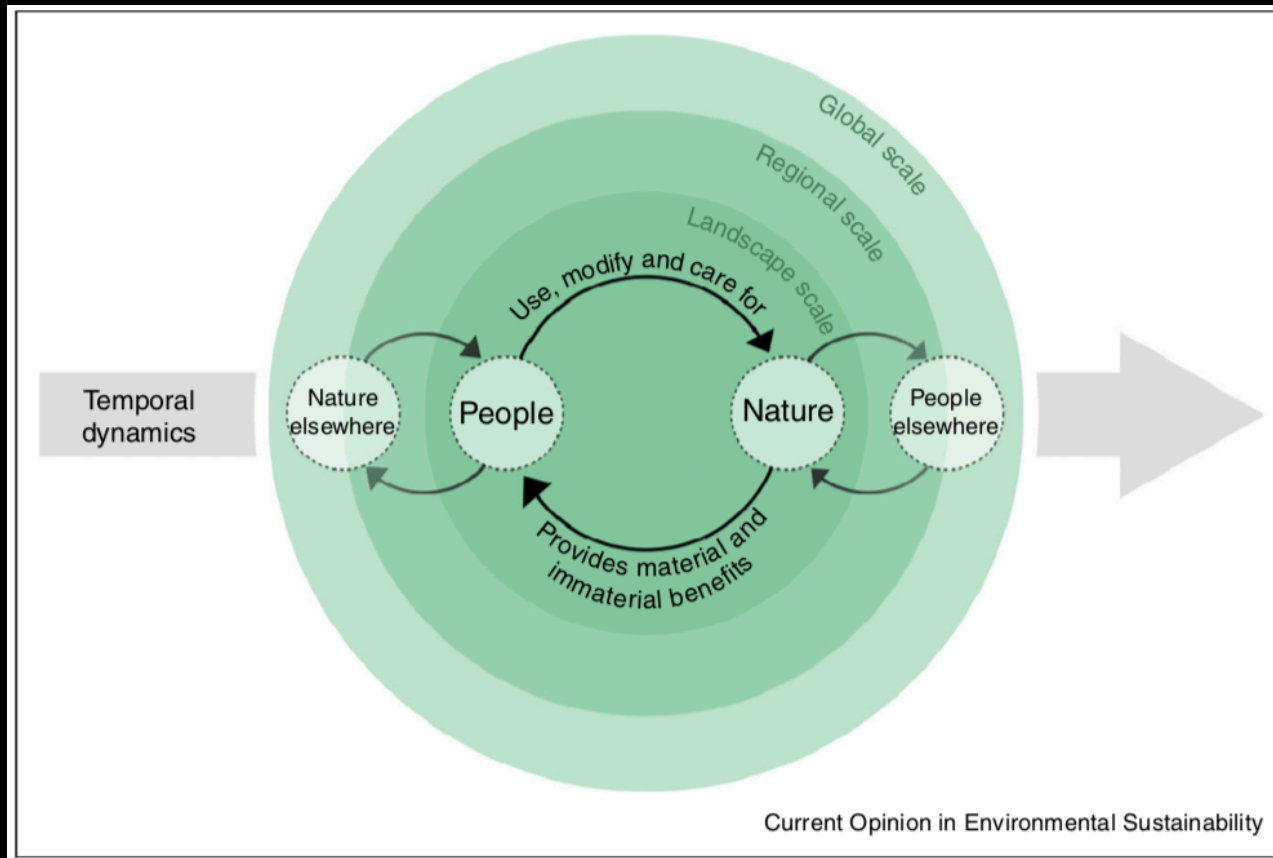 Global scale
Regional scale
Landscape scale
Use, modify and care for
Temporal
dynamics
Nature
elsewhere
People
Nature
People
elsewhere
Provides material and
immaterial benefits
Current Opinion in Environmental Sustainability